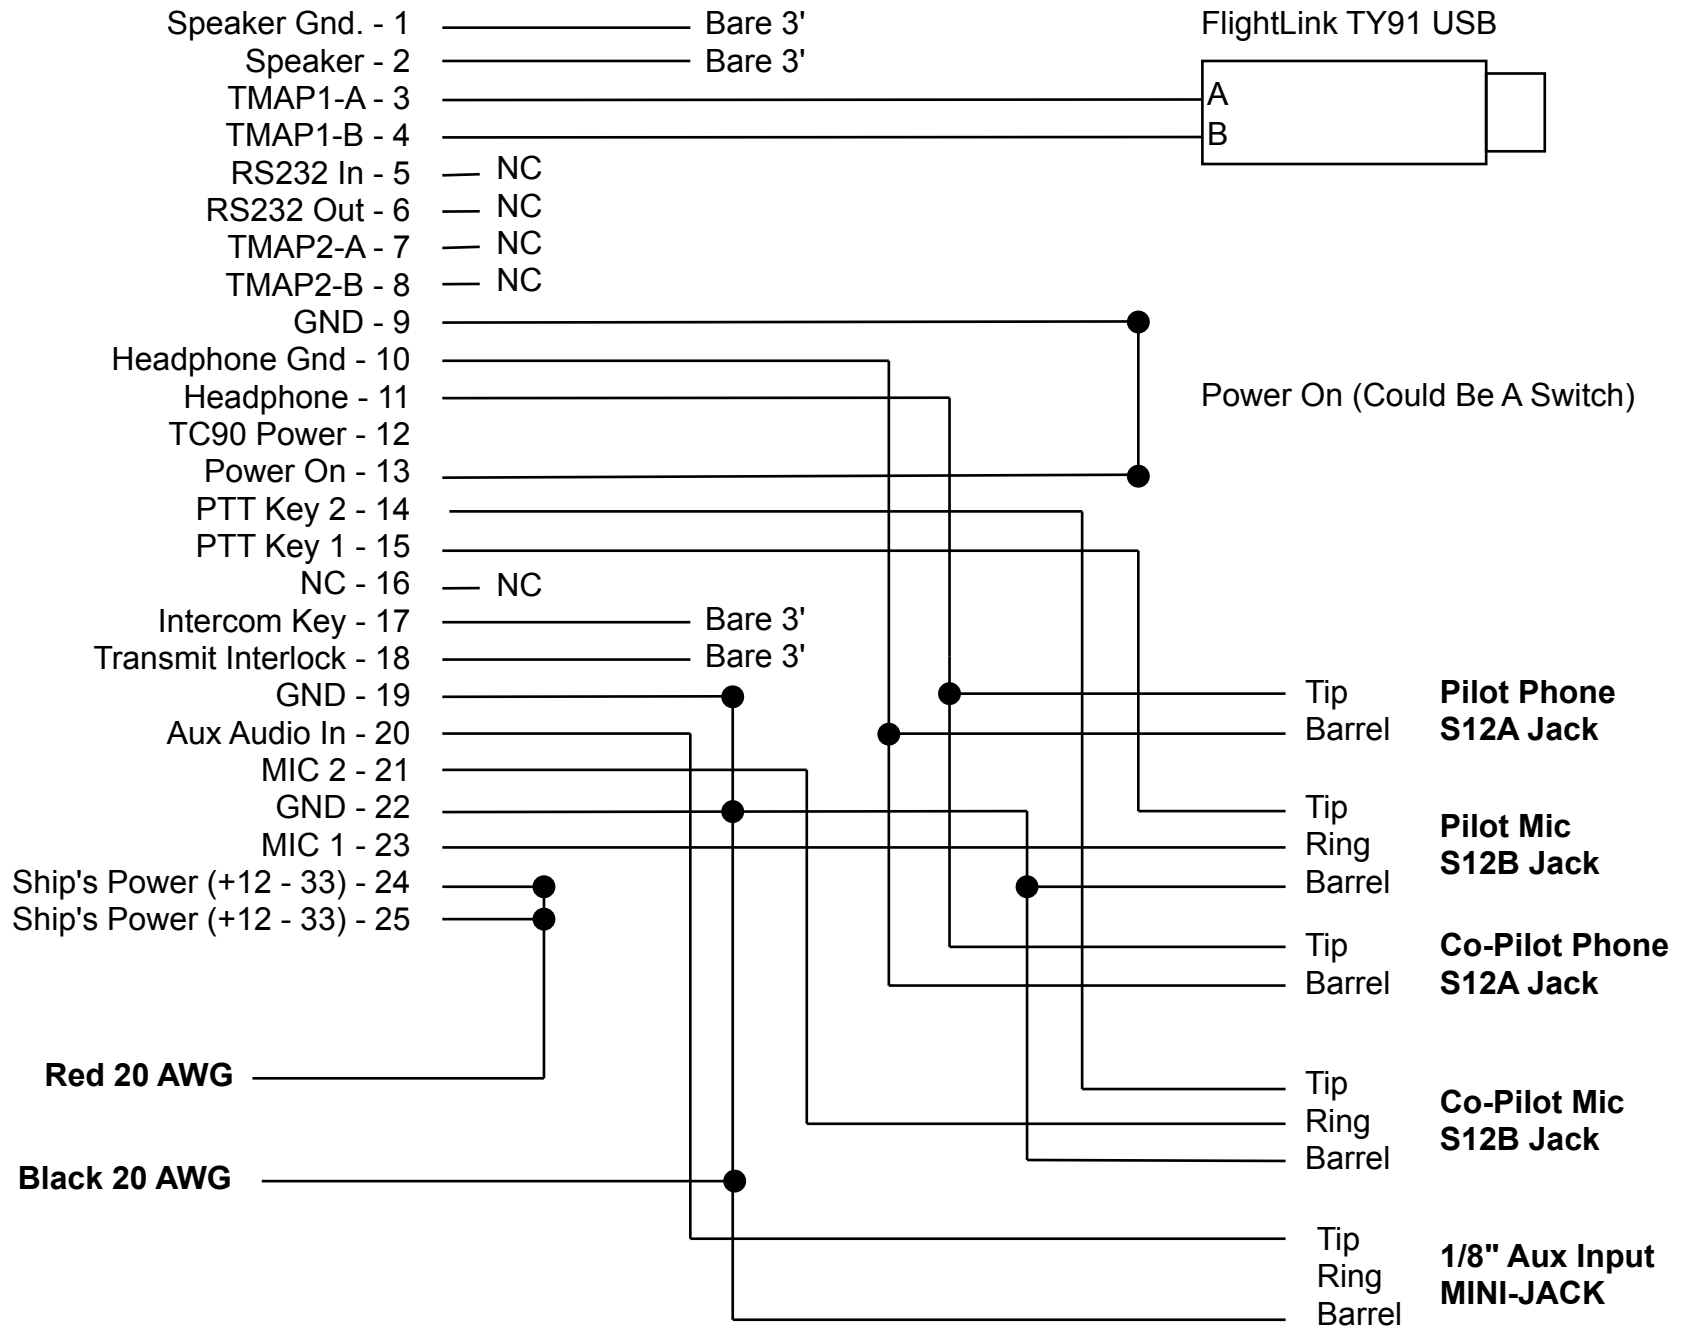 Speaker Gnd. - 1
Bare 3'
FlightLink TY91 USB
Speaker - 2
Bare 3'
TMAP1-A - 3
A
TMAP1-B - 4
B
RS232 In - 5
NC
RS232 Out - 6
NC
TMAP2-A - 7
NC
TMAP2-B - 8
NC
GND - 9
Headphone Gnd - 10
Headphone - 11
Power On (Could Be A Switch)
TC90 Power - 12
Power On - 13
PTT Key 2 - 14
PTT Key 1 - 15
NC - 16
NC
Intercom Key - 17
Bare 3'
Transmit Interlock - 18
Bare 3'
GND - 19
Aux Audio In - 20
MIC 2 - 21
GND - 22
MIC 1 - 23
Ship's Power (+12 - 33) - 24
Ship's Power (+12 - 33) - 25
Tip
Barrel
Pilot Phone
S12A Jack
Tip
Ring
Barrel
Pilot Mic
S12B Jack
Tip
Barrel
Co-Pilot Phone
S12A Jack
Red 20 AWG
Tip
Ring
Barrel
Co-Pilot Mic
S12B Jack
Black 20 AWG
Tip
Ring
Barrel
1/8" Aux Input
MINI-JACK